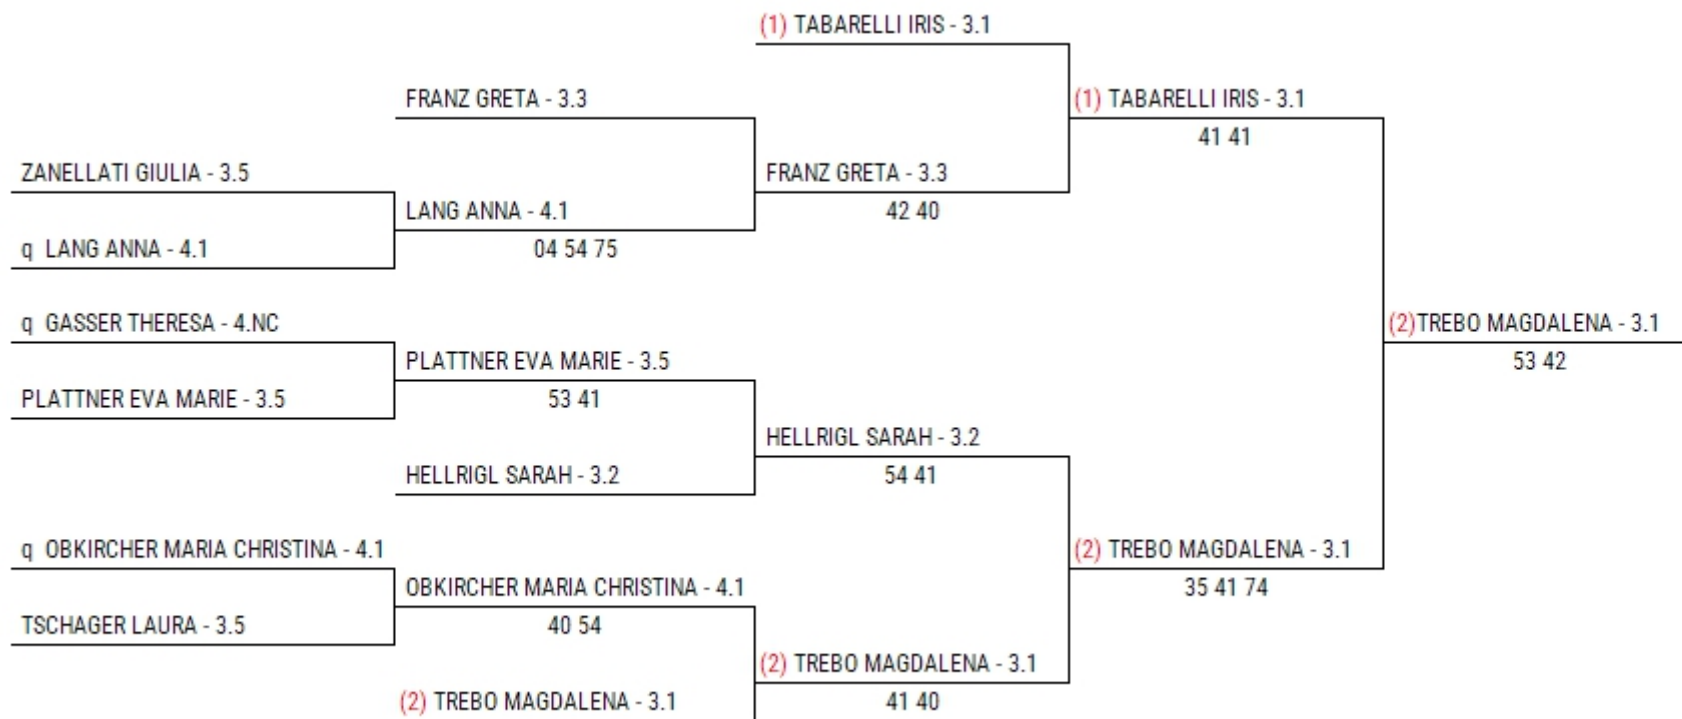 (1) TABARELLI IRIS - 3.1
FRANZ GRETA - 3.3
(1) TABARELLI IRIS - 3.1
41 41
ZANELLATI GIULIA - 3.5
FRANZ GRETA - 3.3
LANG ANNA - 4.1
42 40
q LANG ANNA - 4.1
04 54 75
q GASSER THERESA - 4.NC
(2)TREBO MAGDALENA - 3.1
PLATTNER EVA MARIE - 3.5
53 42
PLATTNER EVA MARIE - 3.5
53 41
HELLRIGL SARAH - 3.2
HELLRIGL SARAH - 3.2
54 41
q OBKIRCHER MARIA CHRISTINA - 4.1
(2) TREBO MAGDALENA - 3.1
OBKIRCHER MARIA CHRISTINA - 4.1
35 41 74
TSCHAGER LAURA - 3.5
40 54
(2) TREBO MAGDALENA - 3.1
(2) TREBO MAGDALENA - 3.1
41 40